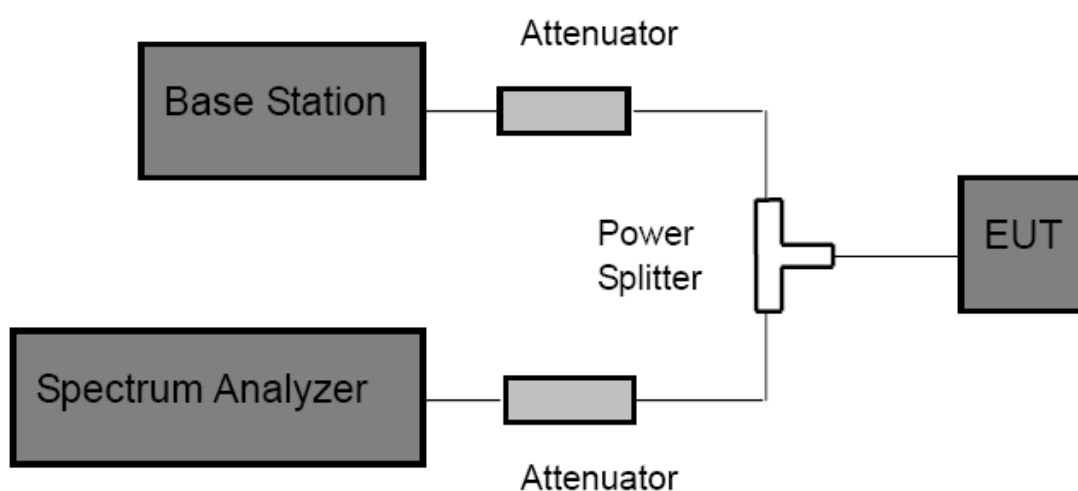 Attenuator
Base Station
Power
Splitter
EUT
Spectrum Analyzer
Attenuator